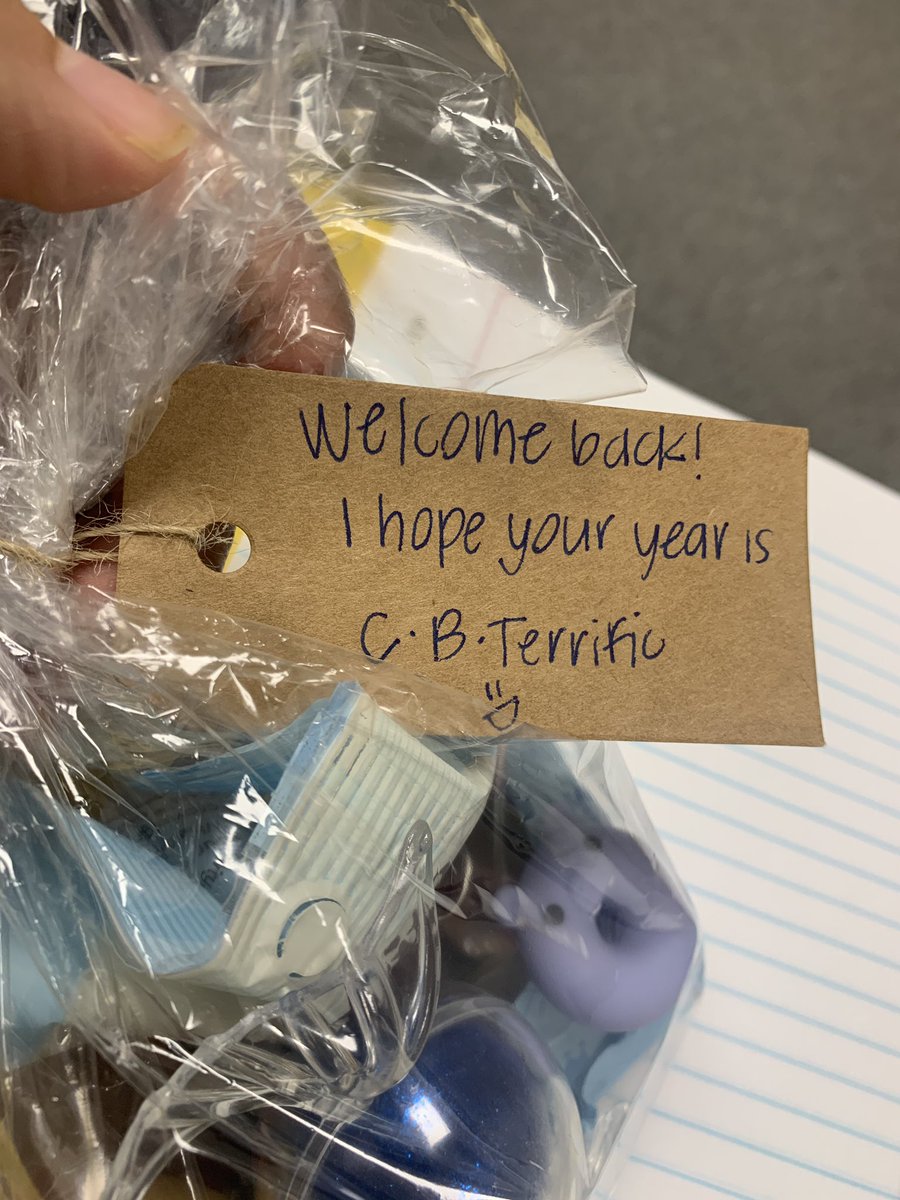 Welcome back!
I hope your year is
C.B.Terrific